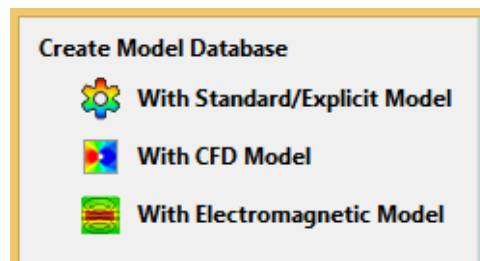 Create Model Database
With Standard/Explicit Model
With CFD Model
With Electromagnetic Model